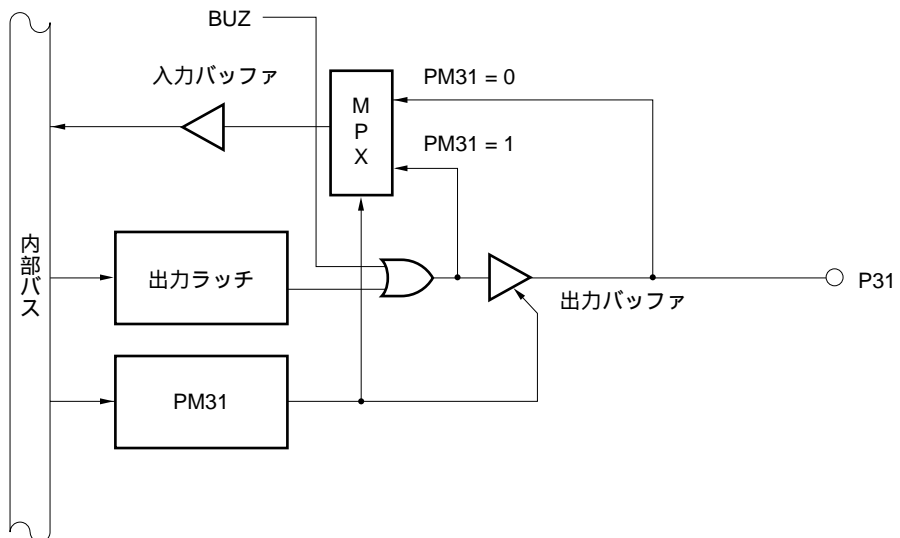 BUZ
入力バッファ
PM31 = 0
MPX
PM31 = 1
内部バス
出力ラッチ
出力バッファ
P31
PM31